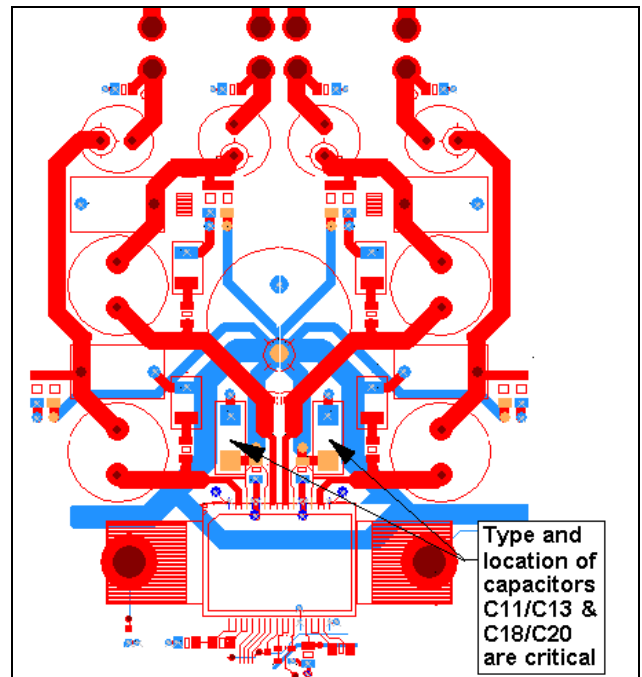 Type and
location of
capacitors
C11/C13 &
C18/C20
are critical